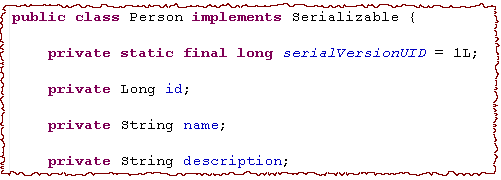 public class Person implements Serializable {
private static final long serialVersionUID = 1L;
private Long id;
private String name;
private String description;